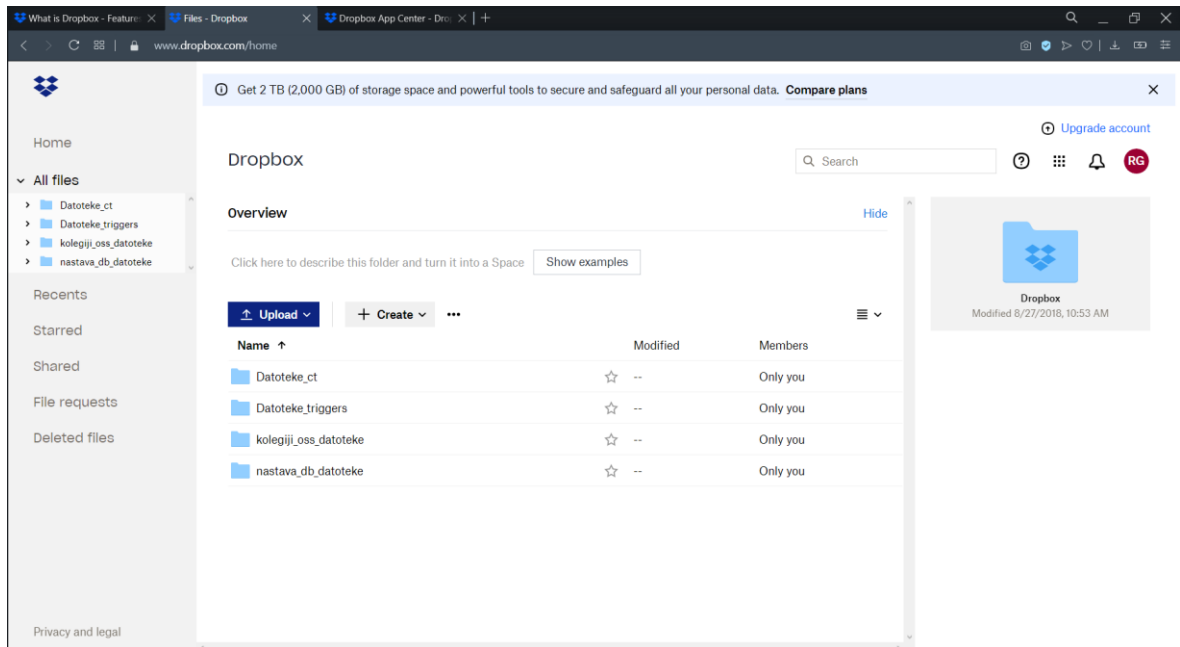 What is Dropbox - Feature
Files - Dropbox
Dropbox App Center - Dro
www.dropbox.com/home
Get 2 TB (2,000 GB) of storage space and powerful tools to secure and safeguard all your personal data. Compare plans
Upgrade account
Home
All files
Datoteke_ct
Datoteke_triggers
kolegiji_oss_datoteke
nastava_db_datoteke
Recents
Starred
Shared
File requests
Deleted files
Privacy and legal
Dropbox
Search
RG
Overview
Hide
Click here to describe this folder and turn it into a Space
Show examples
Upload
Create
Name Modified Members
Datoteke_ct -- Only you
Datoteke_triggers -- Only you
kolegiji_oss_datoteke -- Only you
nastava_db_datoteke -- Only you
Dropbox
Modified 8/27/2018, 10:53 AM